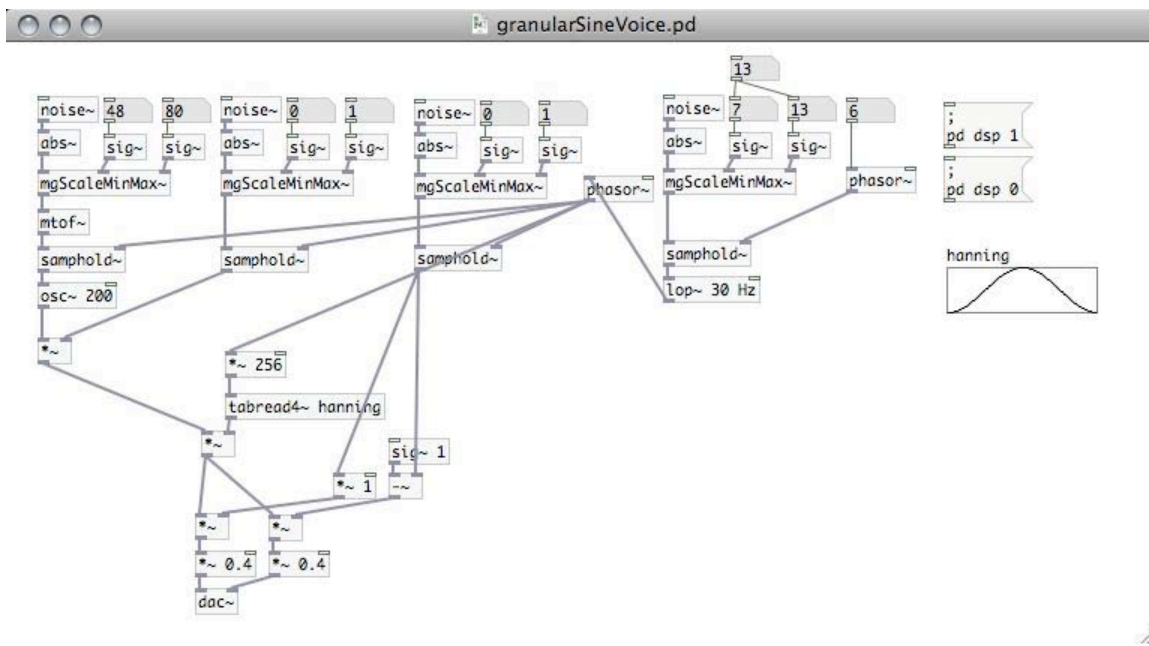 granularSineVoice.pd
13
noise~ 48 80 noise~ 0 1 noise~ 0 1 noise~ 7 13 6
;
pd dsp 1
abs~ sig~ sig~ abs~ sig~ sig~ abs~ sig~ sig~ abs~ sig~ sig~
mgScaleMinMax~ mgScaleMinMax~ mgScaleMinMax~ phasor~ mgScaleMinMax~ phasor~
;
pd dsp 0
mtof~
samphold~ samphold~ samphold~ samphold~ hanning
osc~ 200 lop~ 30 Hz
*~
*~ 256
tabread4~ hanning
*~
sig~ 1
*~ 1 -~
*~ *~
*~ 0.4 *~ 0.4
dac~